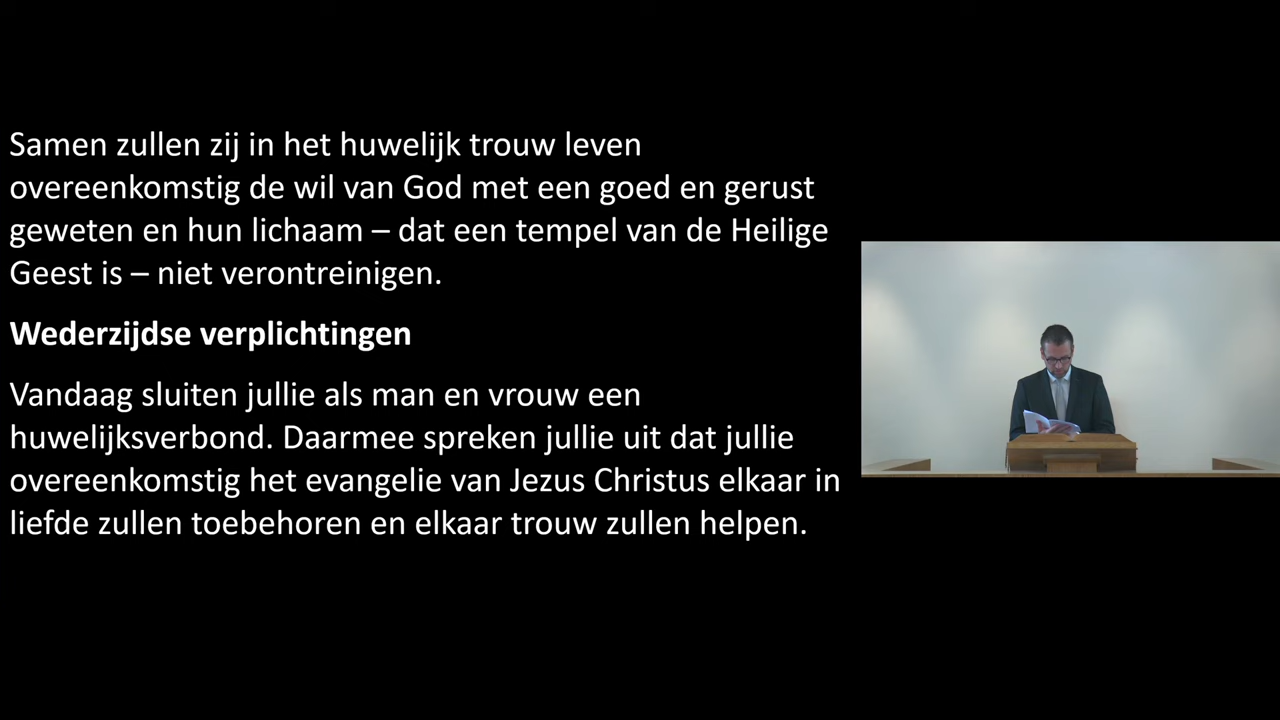 Samen zullen zij in het huwelijk trouw leven
overeenkomstig de wil van God met een goed en gerust
geweten en hun lichaam – dat een tempel van de Heilige
Geest is – niet verontreinigen.
Wederzijdse verplichtingen
Vandaag sluiten jullie als man en vrouw een
huwelijksverbond. Daarmee spreken jullie uit dat jullie
overeenkomstig het evangelie van Jezus Christus elkaar in
liefde zullen toebehoren en elkaar trouw zullen helpen.